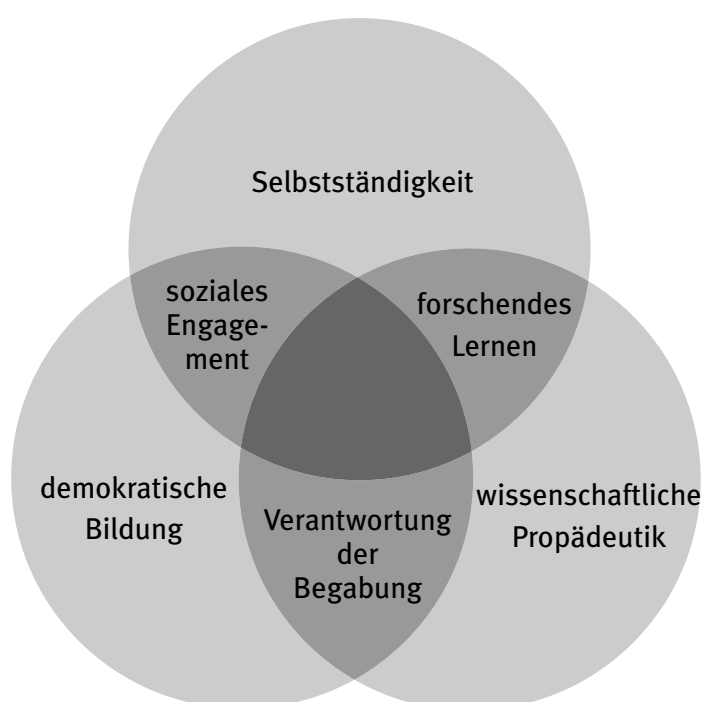 Selbstständigkeit
soziales
Engage-
ment
forschendes
Lernen
demokratische
Bildung
Verantwortung
der
Begabung
wissenschaftliche
Propädeutik